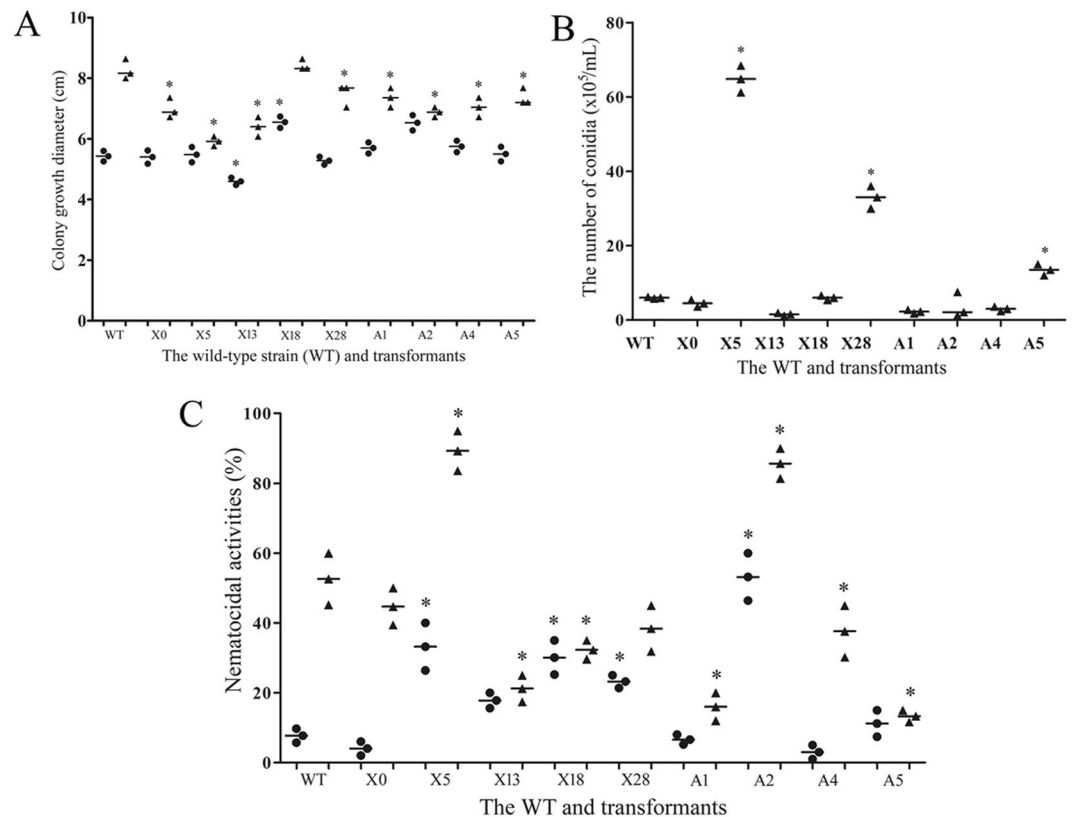 A
Colony growth diameter (cm)
10
8
6
4
2
0
* * * * * * * * * *
WT X0 X5 X13 X18 X28 A1 A2 A4 A5
The wild-type strain (WT) and transformants
B
The number of conidia (x10⁵/mL)
80
60
40
20
0
* * *
WT X0 X5 X13 X18 X28 A1 A2 A4 A5
The WT and transformants
C
Nematocidal activities (%)
100
80
60
40
20
0
* * * * * * * * * * *
WT X0 X5 X13 X18 X28 A1 A2 A4 A5
The WT and transformants